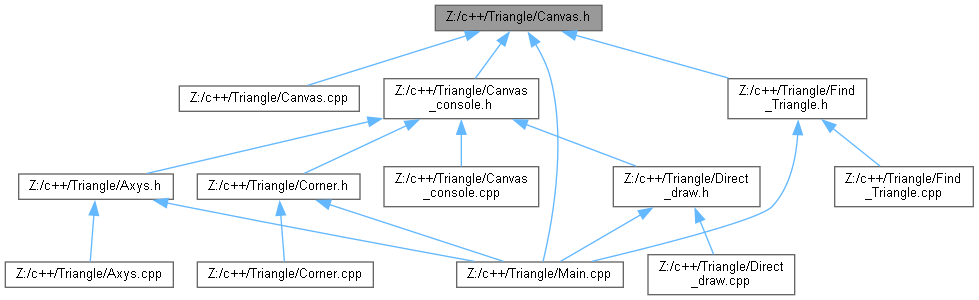 Z:/c++/Triangle/Canvas.h
Z:/c++/Triangle/Canvas.cpp
Z:/c++/Triangle/Canvas
_console.h
Z:/c++/Triangle/Find
_Triangle.h
Z:/c++/Triangle/Axys.h
Z:/c++/Triangle/Corner.h
Z:/c++/Triangle/Canvas
_console.cpp
Z:/c++/Triangle/Direct
_draw.h
Z:/c++/Triangle/Find
_Triangle.cpp
Z:/c++/Triangle/Axys.cpp
Z:/c++/Triangle/Corner.cpp
Z:/c++/Triangle/Main.cpp
Z:/c++/Triangle/Direct
_draw.cpp